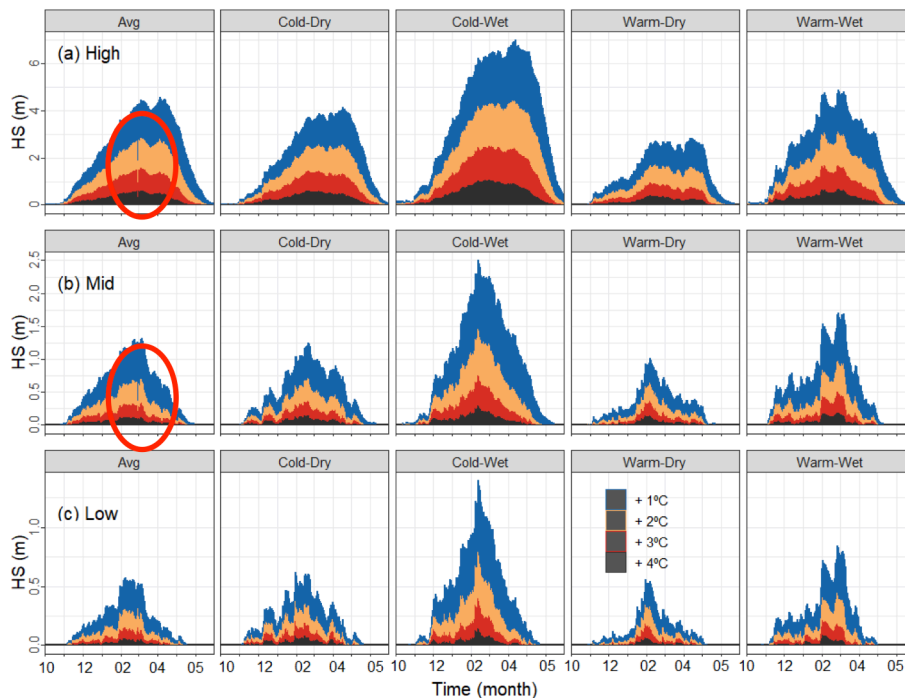 Avg Cold-Dry Cold-Wet Warm-Dry Warm-Wet
(a) High
HS (m)
6
4
2
0
Avg Cold-Dry Cold-Wet Warm-Dry Warm-Wet
(b) Mid
HS (m)
2.5
2.0
1.5
1.0
0.5
0.0
Avg Cold-Dry Cold-Wet Warm-Dry Warm-Wet
(c) Low
HS (m)
1.0
0.5
0.0
+ 1ºC
+ 2ºC
+ 3ºC
+ 4ºC
10 12 02 04 05 10 12 02 04 05 10 12 02 04 05 10 12 02 04 05 10 12 02 04 05
Time (month)